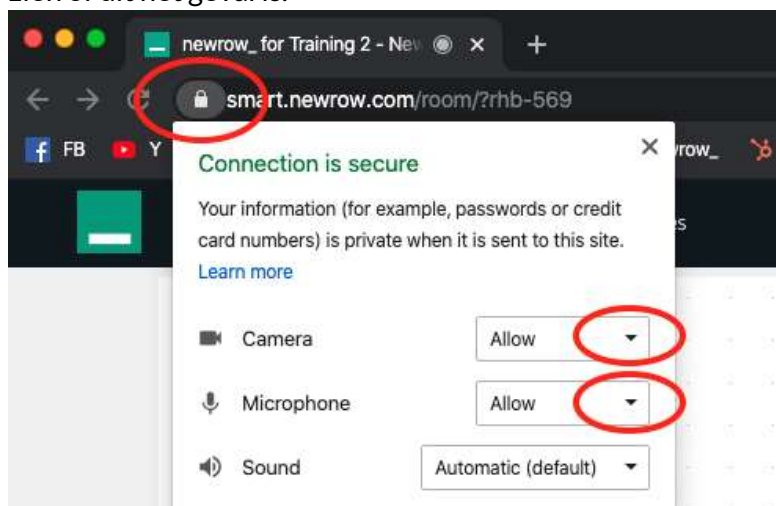 newrow_ for Training 2 - New
smart.newrow.com/room/?rhb-569
FB Y
Connection is secure
Your information (for example, passwords or credit
card numbers) is private when it is sent to this site.
Learn more
Camera Allow
Microphone Allow
Sound Automatic (default)